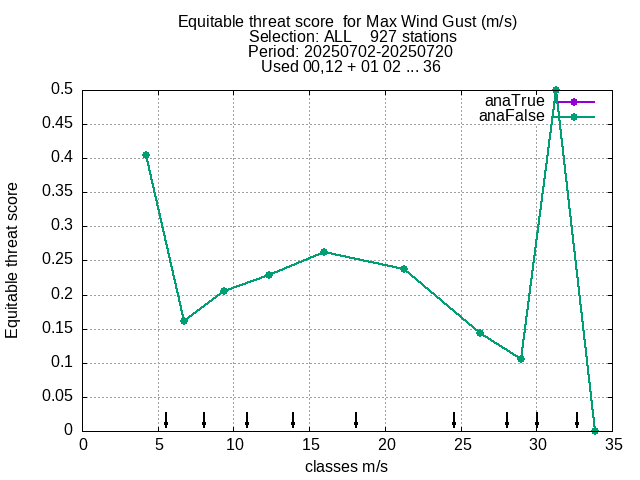 Equitable threat score  for Max Wind Gust (m/s)
Selection: ALL    927 stations
Period: 20250702-20250720
Used 00,12 + 01 02 ... 36
anaTrue
anaFalse
0.5
0.45
0.4
0.35
0.3
0.25
0.2
0.15
0.1
0.05
0
Equitable threat score
0 5 10 15 20 25 30 35
classes m/s